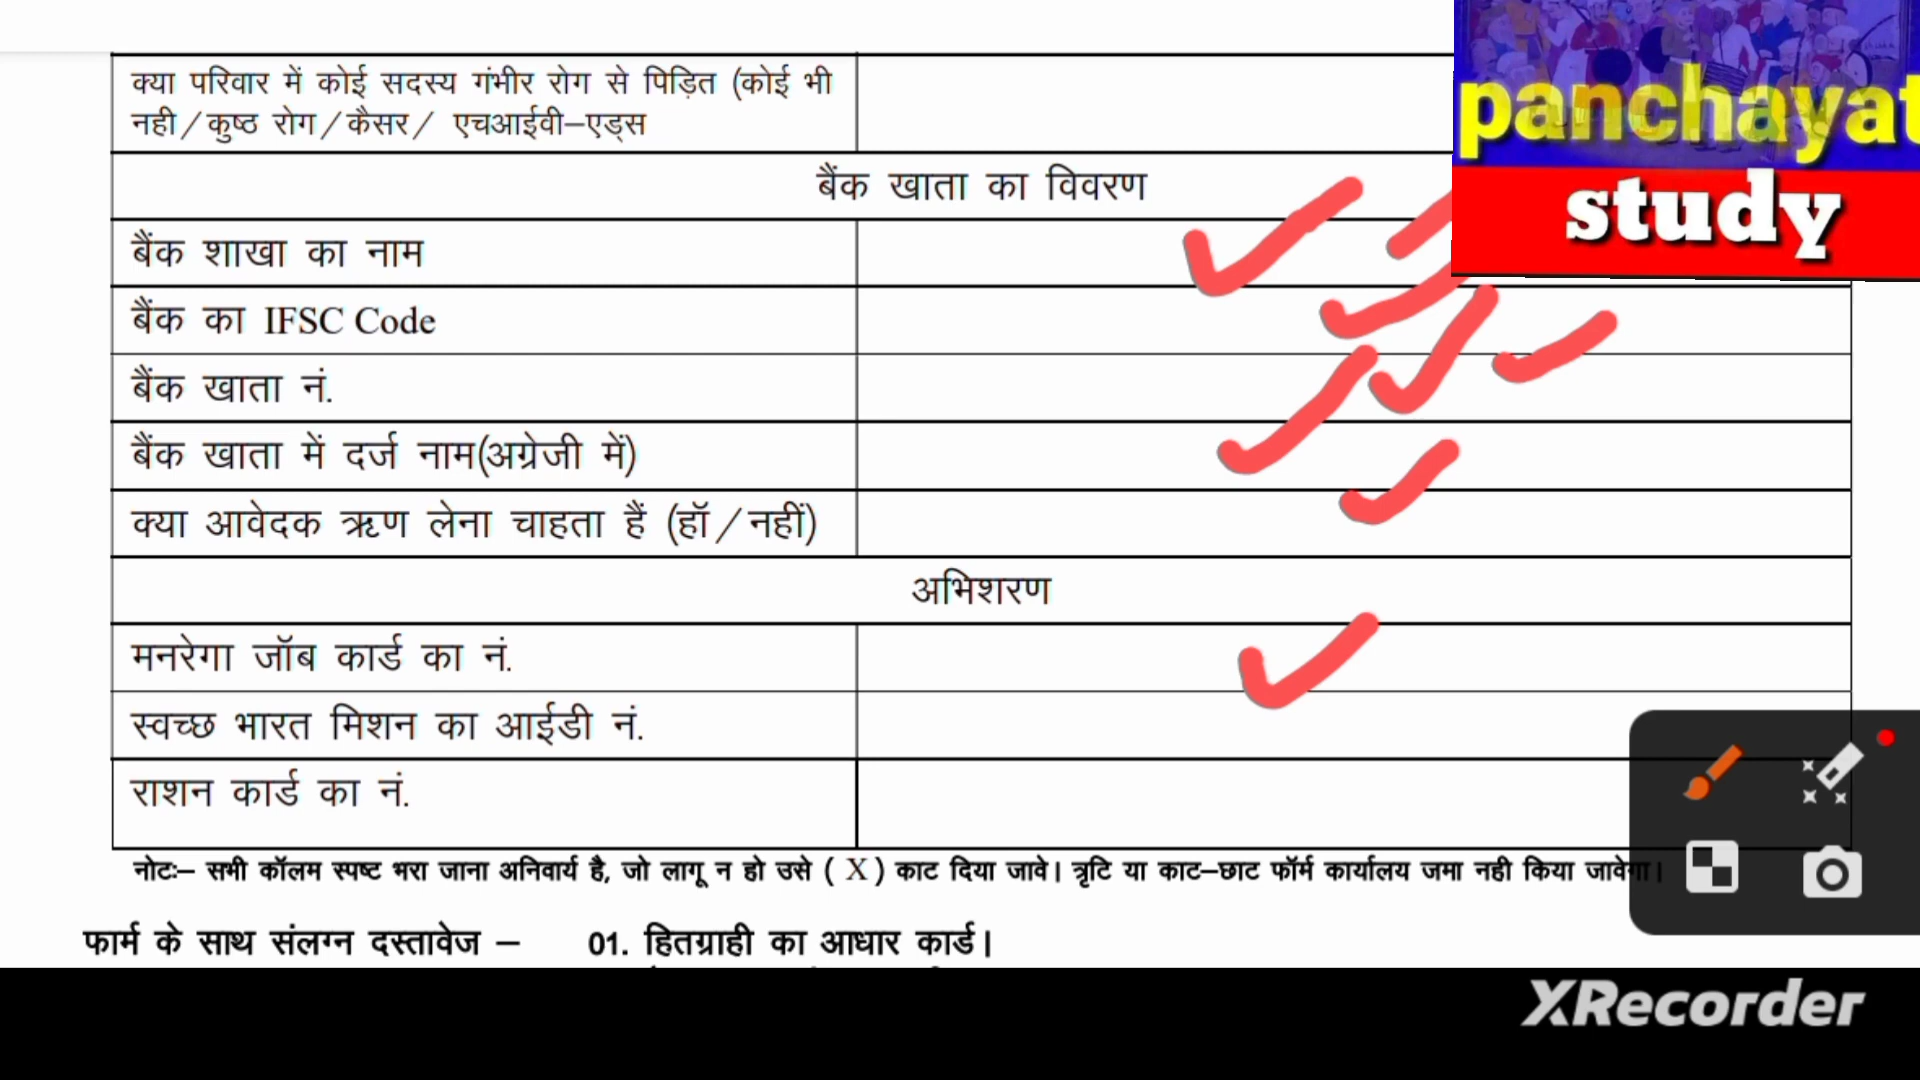 क्या परिवार में कोई सदस्य गंभीर रोग से पिड़ित (कोई भी
नही/कुष्ठ रोग/कैसर/ एचआईवी–एड्स
बैंक खाता का विवरण
बैंक शाखा का नाम
बैंक का IFSC Code
बैंक खाता नं.
बैंक खाता में दर्ज नाम(अग्रेजी में)
क्या आवेदक ऋण लेना चाहता हैं (हॉ/नहीं)
अभिशरण
मनरेगा जॉब कार्ड का नं.
स्वच्छ भारत मिशन का आईडी नं.
राशन कार्ड का नं.
नोटः– सभी कॉलम स्पष्ट भरा जाना अनिवार्य है, जो लागू न हो उसे ( X ) काट दिया जावे। त्रृटि या काट–छाट फॉर्म कार्यालय जमा नही किया जावेगा।
फार्म के साथ संलग्न दस्तावेज – 01. हितग्राही का आधार कार्ड।
panchayat
study
XRecorder